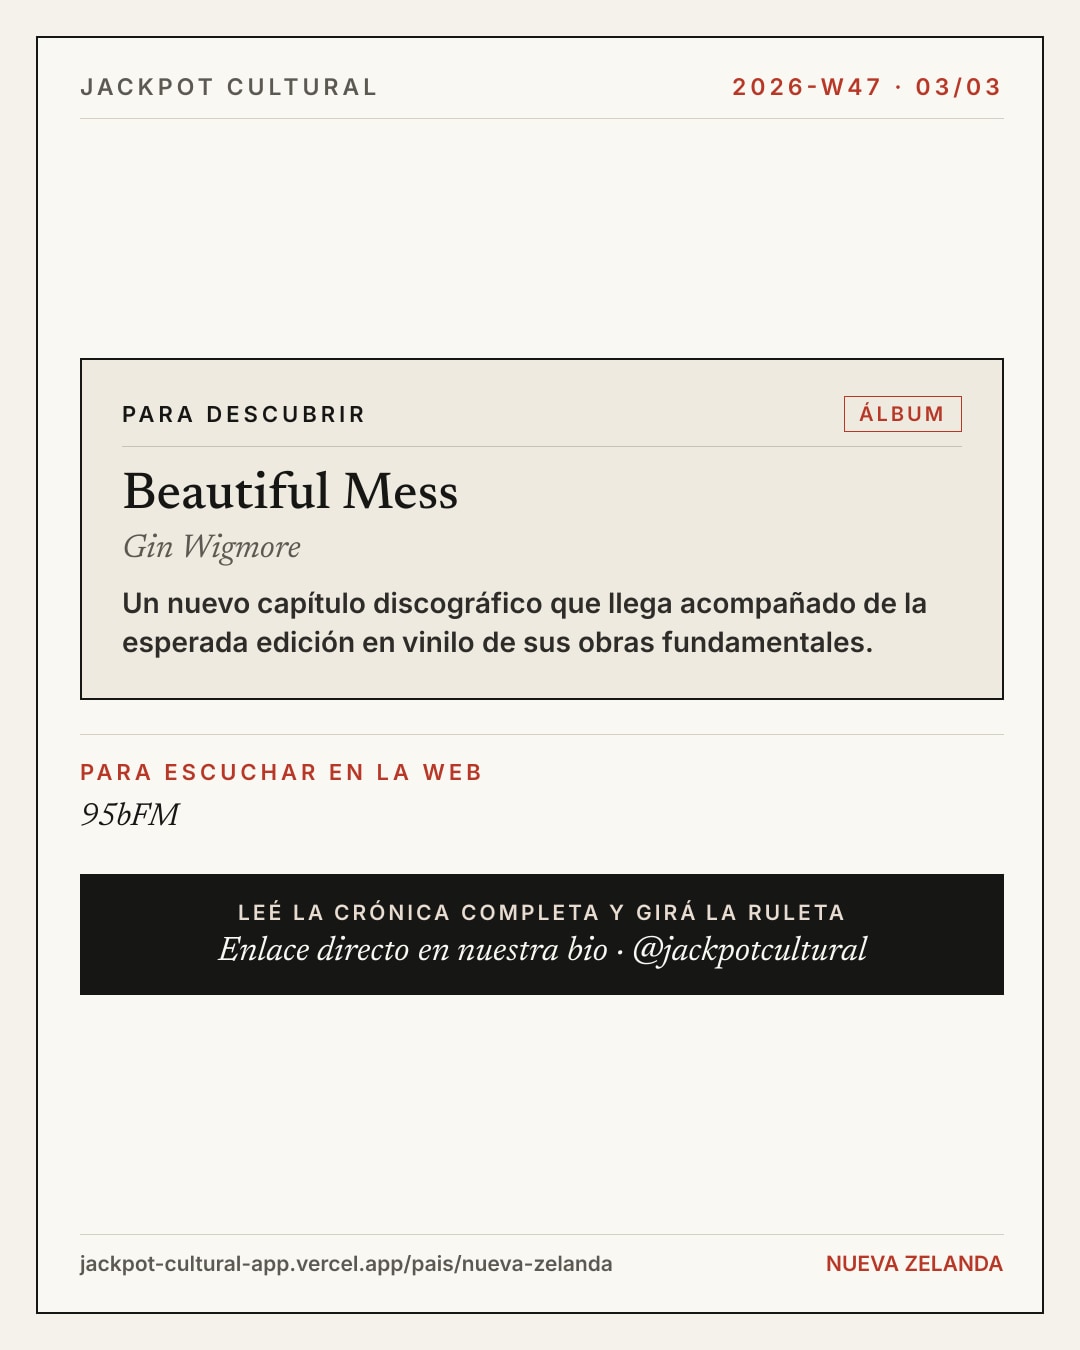 JACKPOT CULTURAL
2026-W47 · 03/03
PARA DESCUBRIR
ÁLBUM
Beautiful Mess
Gin Wigmore
Un nuevo capítulo discográfico que llega acompañado de la
esperada edición en vinilo de sus obras fundamentales.
PARA ESCUCHAR EN LA WEB
95bFM
LEÉ LA CRÓNICA COMPLETA Y GIRÁ LA RULETA
Enlace directo en nuestra bio · @jackpotcultural
jackpot-cultural-app.vercel.app/pais/nueva-zelanda
NUEVA ZELANDA